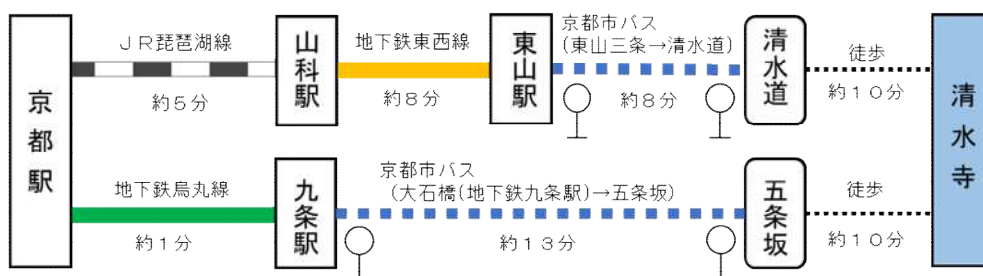 京都駅
JR琵琶湖線
約5分
山科駅
地下鉄東西線
約8分
東山駅
京都市バス
(東山三条→清水道)
約8分
清水道
徒歩
約10分
清水寺
地下鉄烏丸線
約1分
九条駅
京都市バス
(大石橋(地下鉄九条駅)→五条坂)
約13分
五条坂
徒歩
約10分